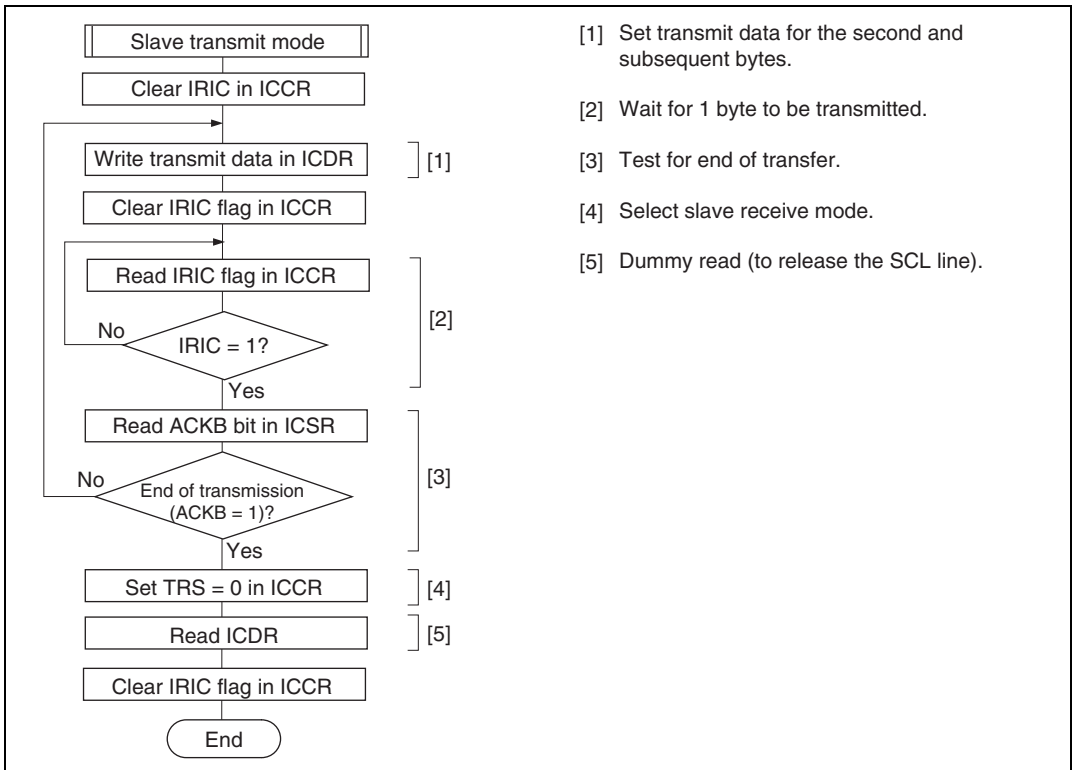 Slave transmit mode
Clear IRIC in ICCR
Write transmit data in ICDR
[1]
Clear IRIC flag in ICCR
Read IRIC flag in ICCR
[2]
No
IRIC = 1?
Yes
Read ACKB bit in ICSR
[3]
No
End of transmission
(ACKB = 1)?
Yes
Set TRS = 0 in ICCR
[4]
Read ICDR
[5]
Clear IRIC flag in ICCR
End
[1] Set transmit data for the second and
subsequent bytes.
[2] Wait for 1 byte to be transmitted.
[3] Test for end of transfer.
[4] Select slave receive mode.
[5] Dummy read (to release the SCL line).